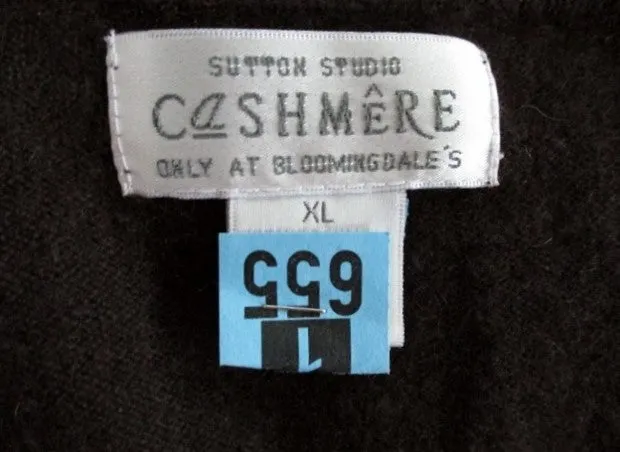 SUTTON STUDIO
CaSHMÊRE
ONLY AT BLOOMINGDALE'S
XL
1
655